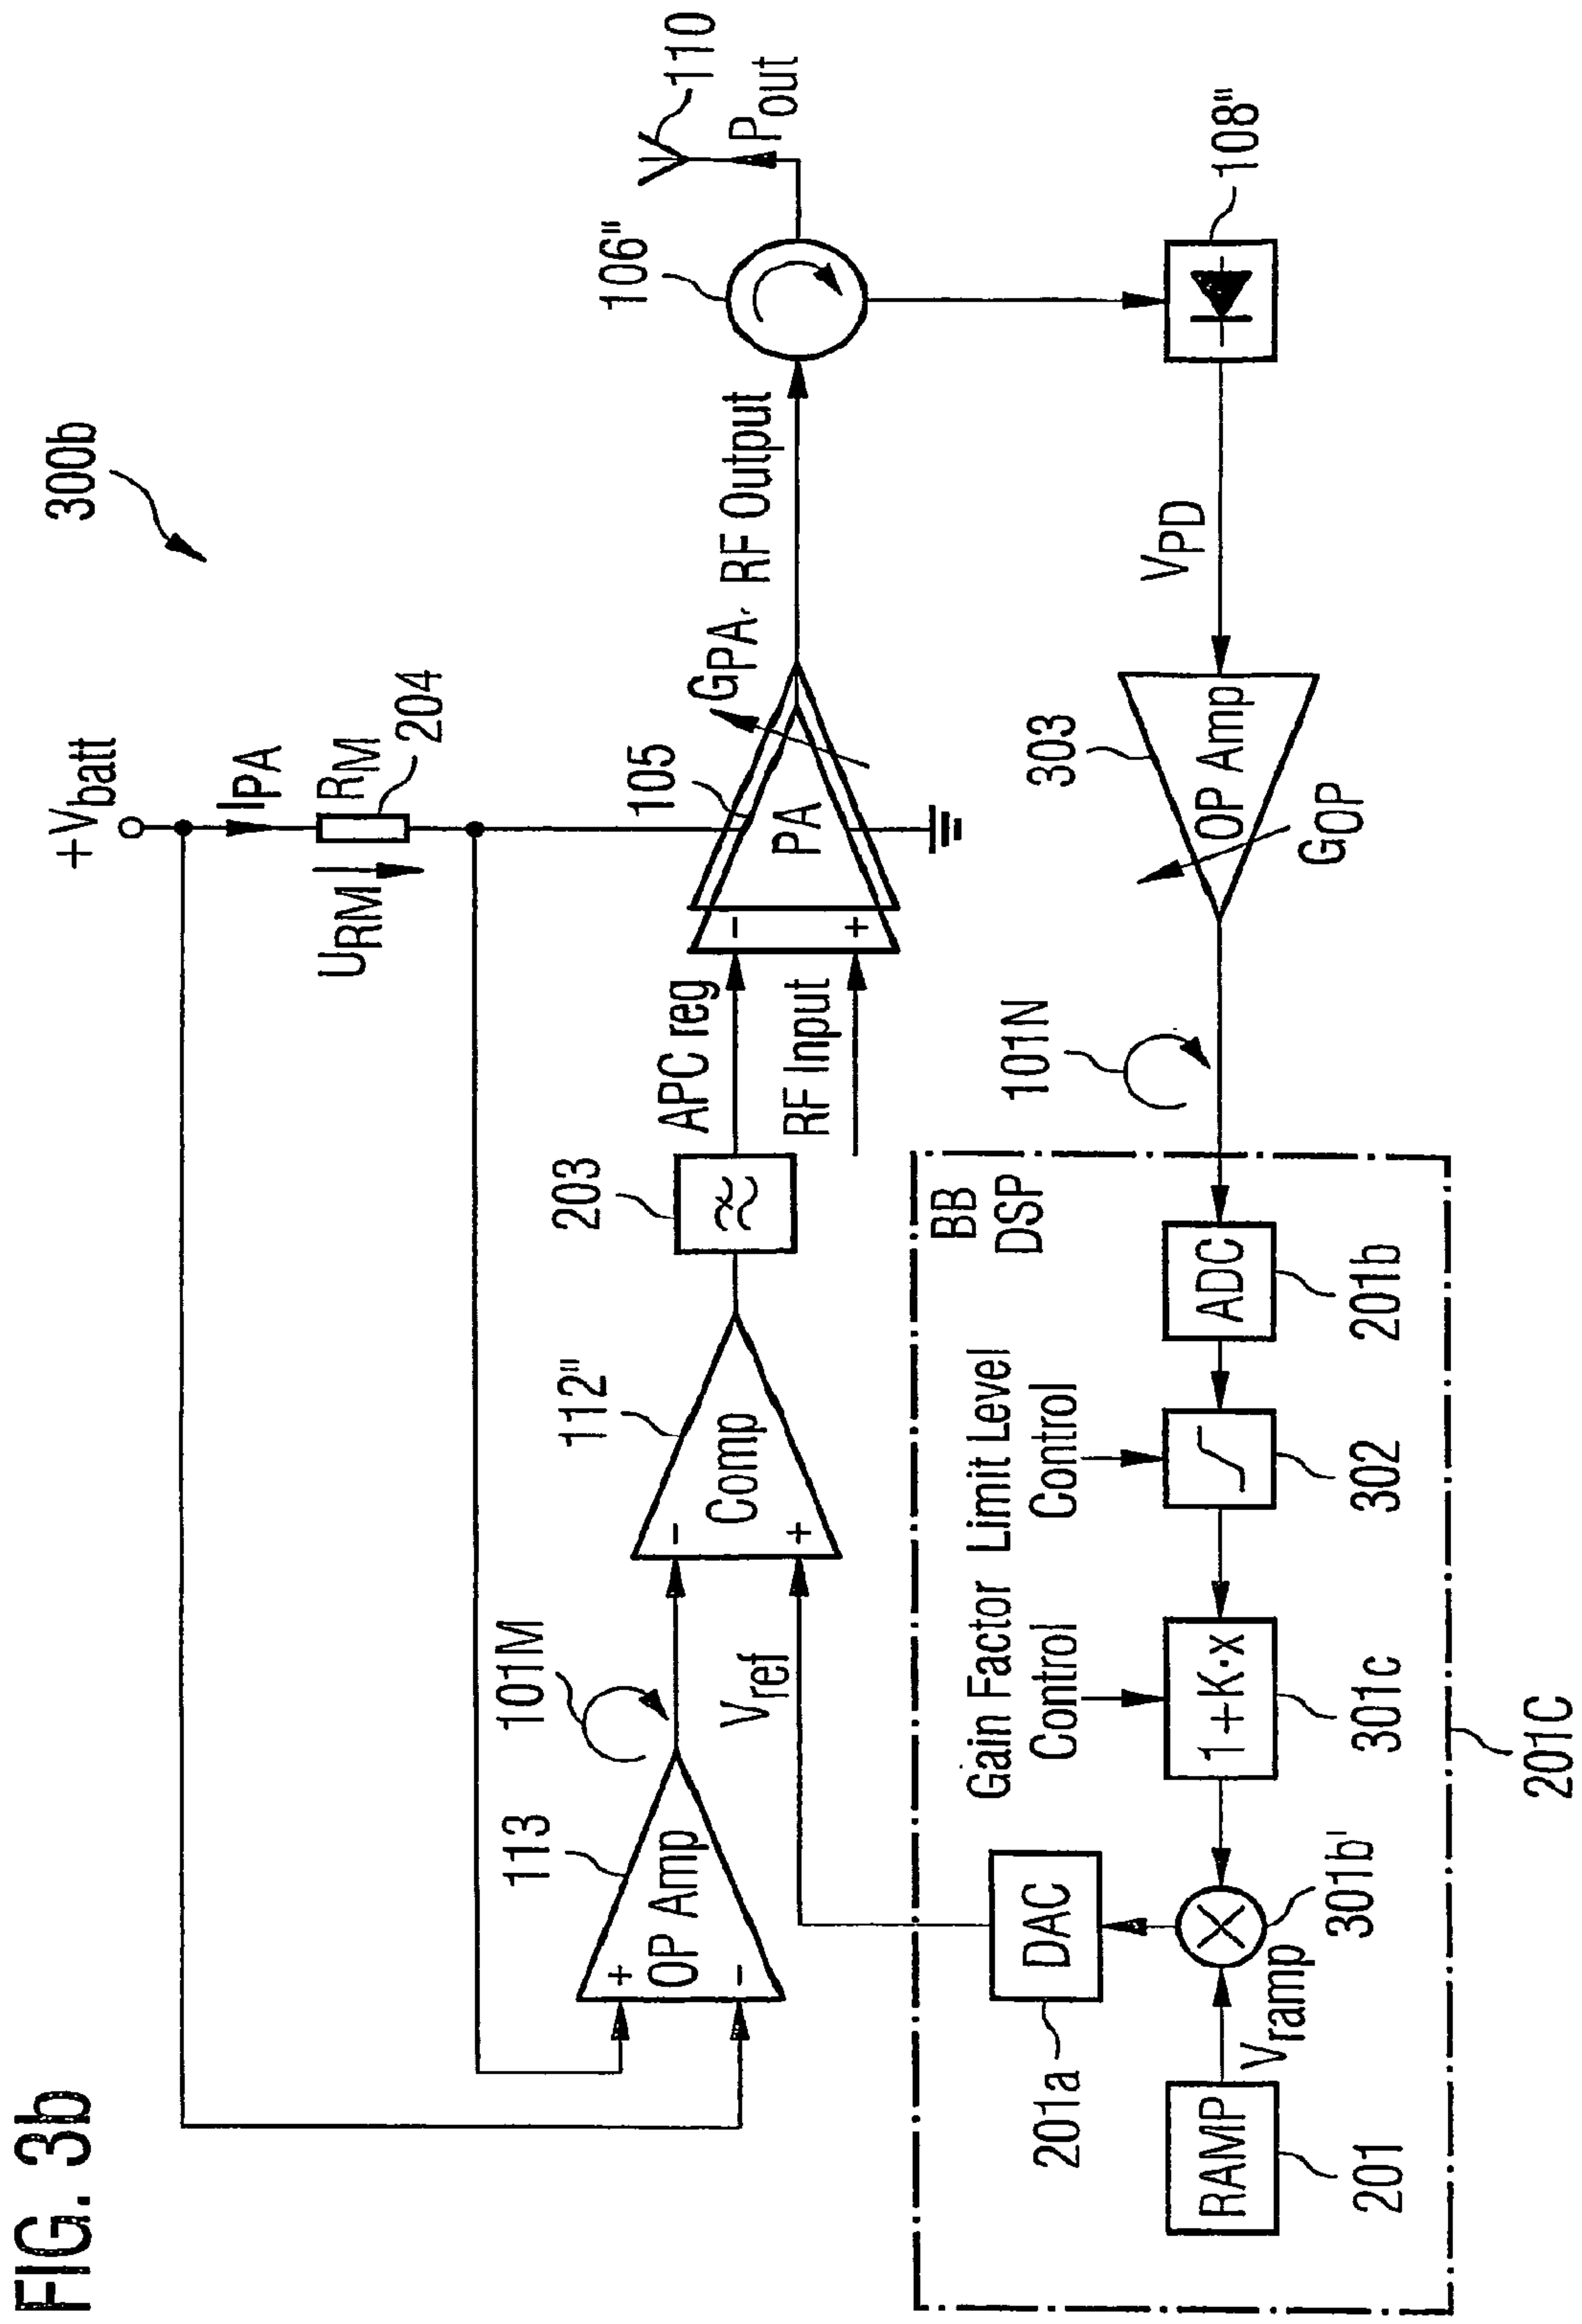 FIG. 3b
300b
+Vbatt
IPA
RM
204
URM
110
Pout
106"
GPA, RF Output
105
PA
-
+
APC reg
RF Input
203
112"
Comp
-
+
101M
Vref
113
OP Amp
+
-
108"
VPD
303
OP Amp
GOP
101N
BB
DSP
ADC
201b
Limit Level
Control
302
Gain Factor
Control
1+K·x
301c
DAC
201a
301b'
Vramp
RAMP
201
201C